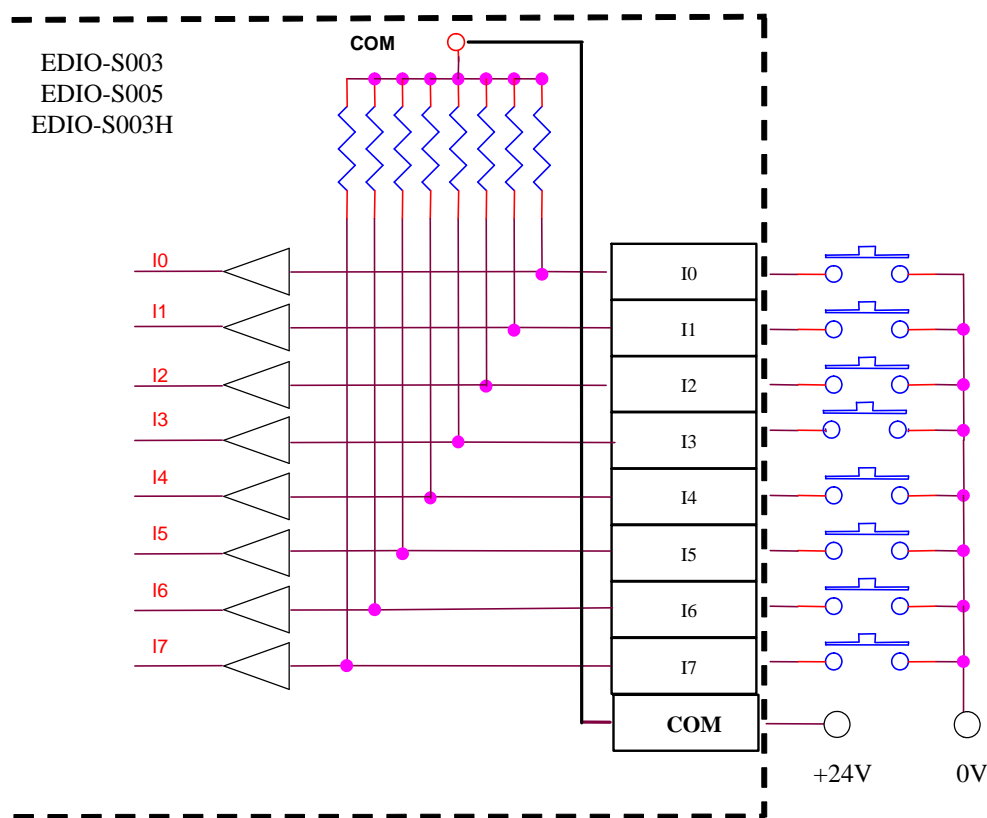 COM
EDIO-S003
EDIO-S005
EDIO-S003H
I0 I0
I1 I1
I2 I2
I3 I3
I4 I4
I5 I5
I6 I6
I7 I7
COM
+24V 0V